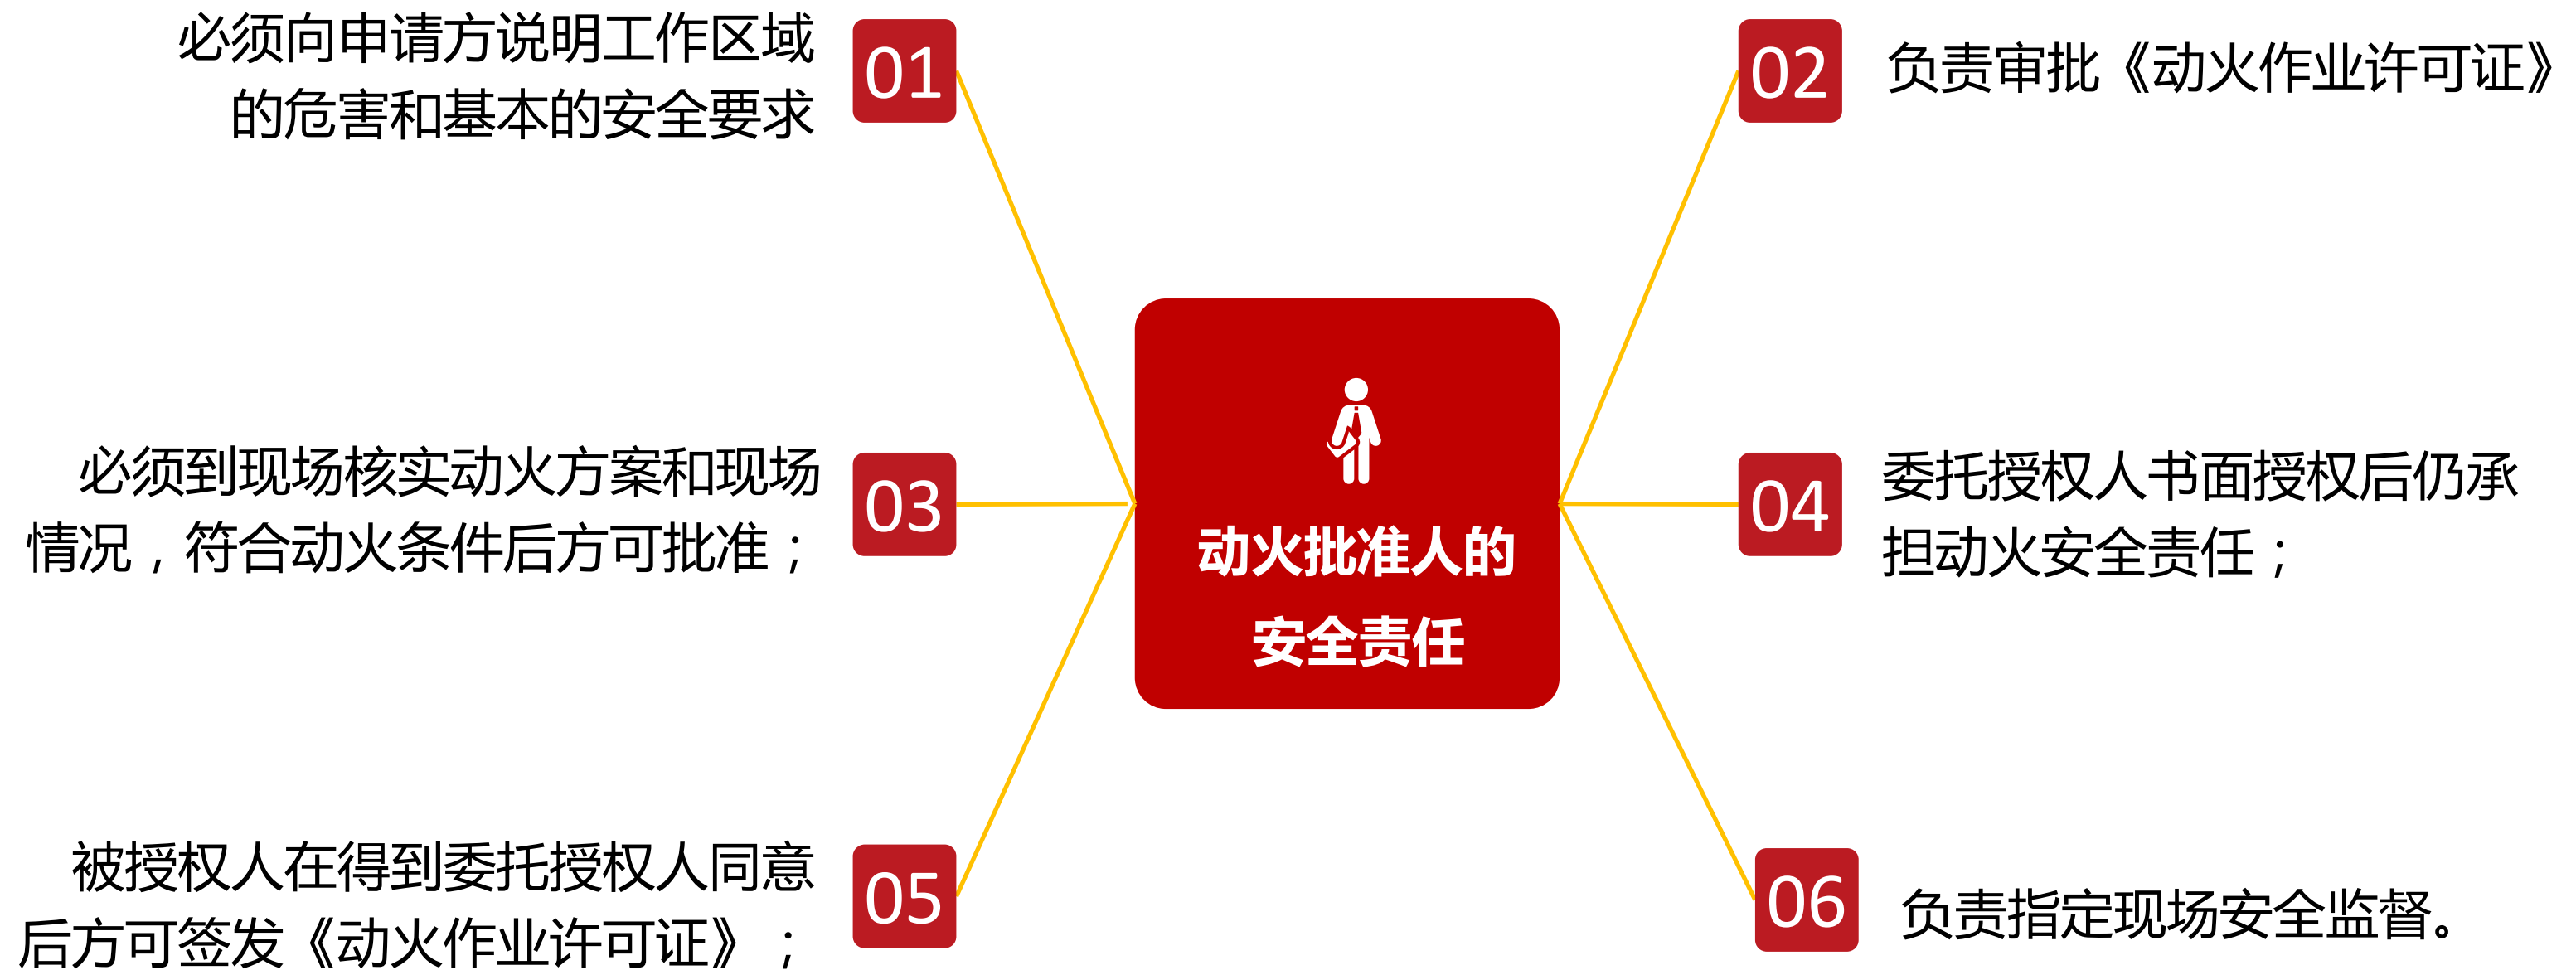 必须向申请方说明工作区域
的危害和基本的安全要求
01
02
负责审批《动火作业许可证》
必须到现场核实动火方案和现场
情况，符合动火条件后方可批准；
03
动火批准人的
安全责任
04
委托授权人书面授权后仍承
担动火安全责任；
被授权人在得到委托授权人同意
后方可签发《动火作业许可证》；
05
06
负责指定现场安全监督。